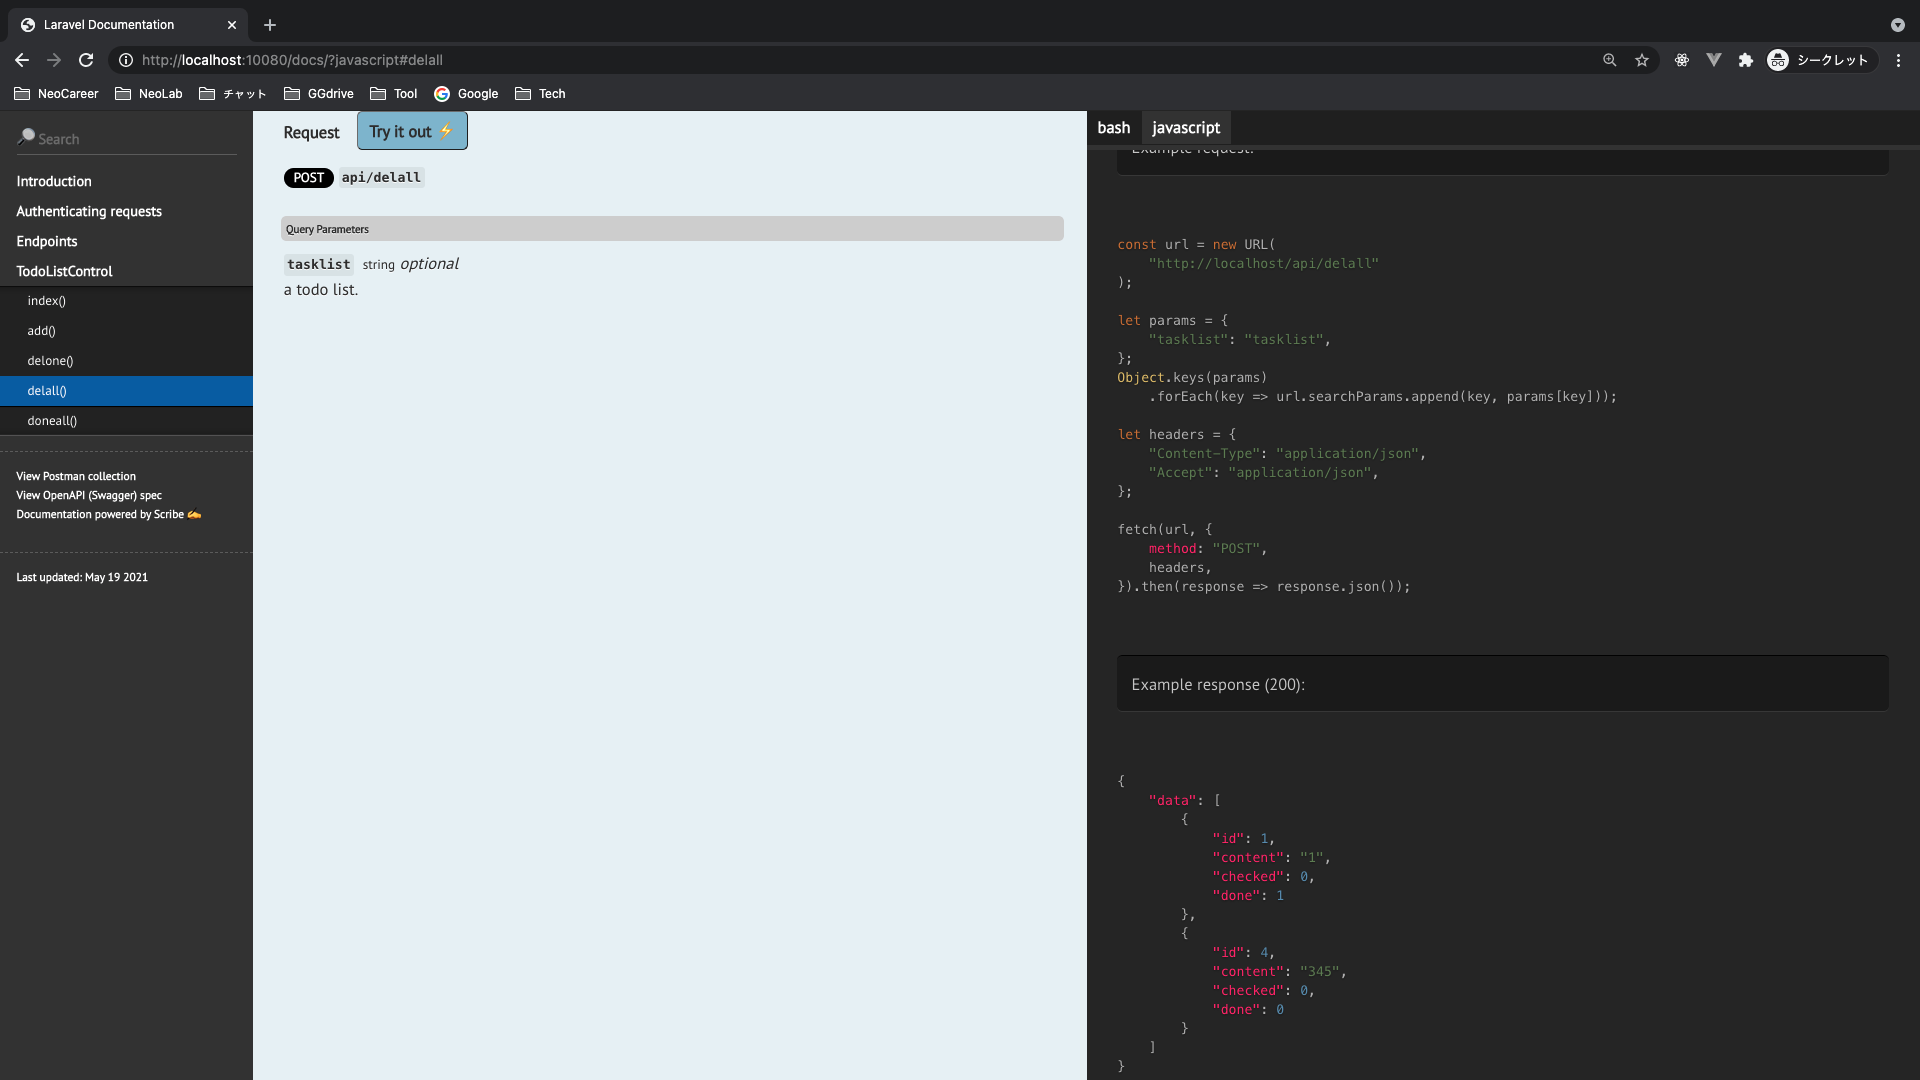 Laravel Documentation
http://localhost:10080/docs/?javascript#delall
シークレット
NeoCareer
NeoLab
チャット
GGdrive
Tool
Google
Tech
Search
Introduction
Authenticating requests
Endpoints
TodoListControl
index()
add()
delone()
delall()
doneall()
View Postman collection
View OpenAPI (Swagger) spec
Documentation powered by Scribe ✍
Last updated: May 19 2021
Request
Try it out ⚡
POST api/delall
Query Parameters
tasklist string optional
a todo list.
bash javascript
Example request:
const url = new URL(
    "http://localhost/api/delall"
);
let params = {
    "tasklist": "tasklist",
};
Object.keys(params)
    .forEach(key => url.searchParams.append(key, params[key]));
let headers = {
    "Content-Type": "application/json",
    "Accept": "application/json",
};
fetch(url, {
    method: "POST",
    headers,
}).then(response => response.json());
Example response (200):
{
    "data": [
        {
            "id": 1,
            "content": "1",
            "checked": 0,
            "done": 1
        },
        {
            "id": 4,
            "content": "345",
            "checked": 0,
            "done": 0
        }
    ]
}